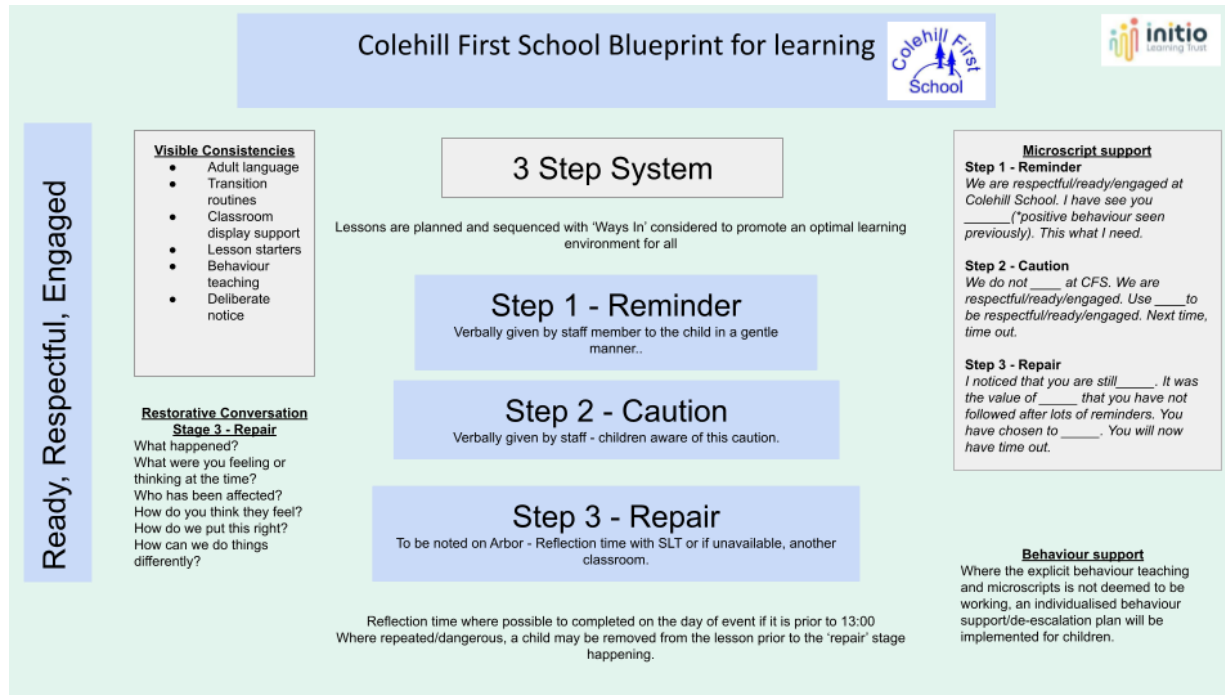 Colehill First School Blueprint for learning
Colehill First
School
initio
Learning Trust
Ready, Respectful, Engaged
Visible Consistencies
● Adult language
● Transition
routines
● Classroom
display support
● Lesson starters
● Behaviour
teaching
● Deliberate
notice
Restorative Conversation
Stage 3 - Repair
What happened?
What were you feeling or
thinking at the time?
Who has been affected?
How do you think they feel?
How do we put this right?
How can we do things
differently?
3 Step System
Lessons are planned and sequenced with 'Ways In' considered to promote an optimal learning
environment for all
Step 1 - Reminder
Verbally given by staff member to the child in a gentle
manner..
Step 2 - Caution
Verbally given by staff - children aware of this caution.
Step 3 - Repair
To be noted on Arbor - Reflection time with SLT or if unavailable, another
classroom.
Reflection time where possible to completed on the day of event if it is prior to 13:00
Where repeated/dangerous, a child may be removed from the lesson prior to the 'repair' stage
happening.
Microscript support
Step 1 - Reminder
We are respectful/ready/engaged at
Colehill School. I have see you
______(*positive behaviour seen
previously). This what I need.
Step 2 - Caution
We do not ____ at CFS. We are
respectful/ready/engaged. Use ____to
be respectful/ready/engaged. Next time,
time out.
Step 3 - Repair
I noticed that you are still_____. It was
the value of _____ that you have not
followed after lots of reminders. You
have chosen to _____. You will now
have time out.
Behaviour support
Where the explicit behaviour teaching
and microscripts is not deemed to be
working, an individualised behaviour
support/de-escalation plan will be
implemented for children.